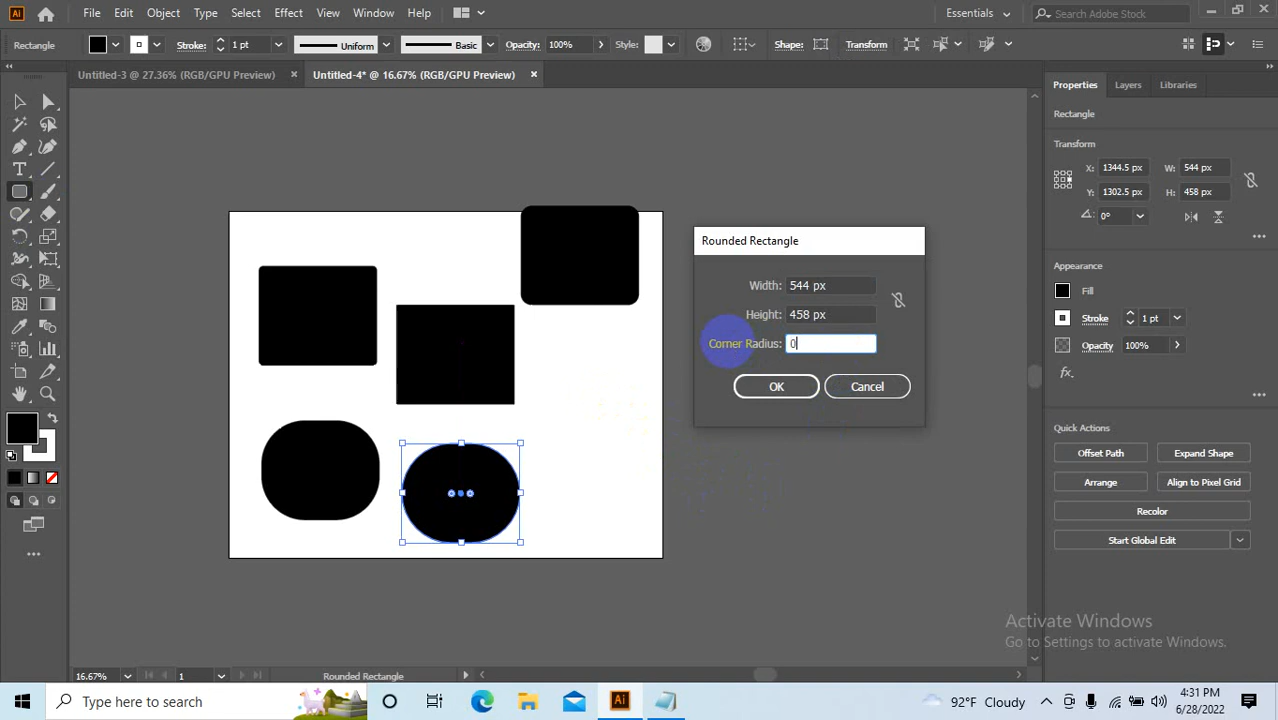 Ai File Edit Object Type Select Effect View Window Help Essentials Search Adobe Stock
Rectangle Stroke: 1 pt Uniform Basic Opacity: 100% Style: Shape: Transform
Untitled-3 @ 27.36% (RGB/GPU Preview) × Untitled-4* @ 16.67% (RGB/GPU Preview) ×
Properties Layers Libraries
Rectangle
Transform
X: 1344.5 px W: 544 px
Y: 1302.5 px H: 458 px
0°
Appearance
Fill
Stroke 1 pt
Opacity 100%
fx.
Quick Actions
Offset Path Expand Shape
Arrange Align to Pixel Grid
Recolor
Start Global Edit
Rounded Rectangle
Width: 544 px
Height: 458 px
Corner Radius: 0
OK Cancel
Activate Windows
Go to Settings to activate Windows.
16.67% 1 Rounded Rectangle
Type here to search Ai 92°F Cloudy 4:31 PM
6/28/2022